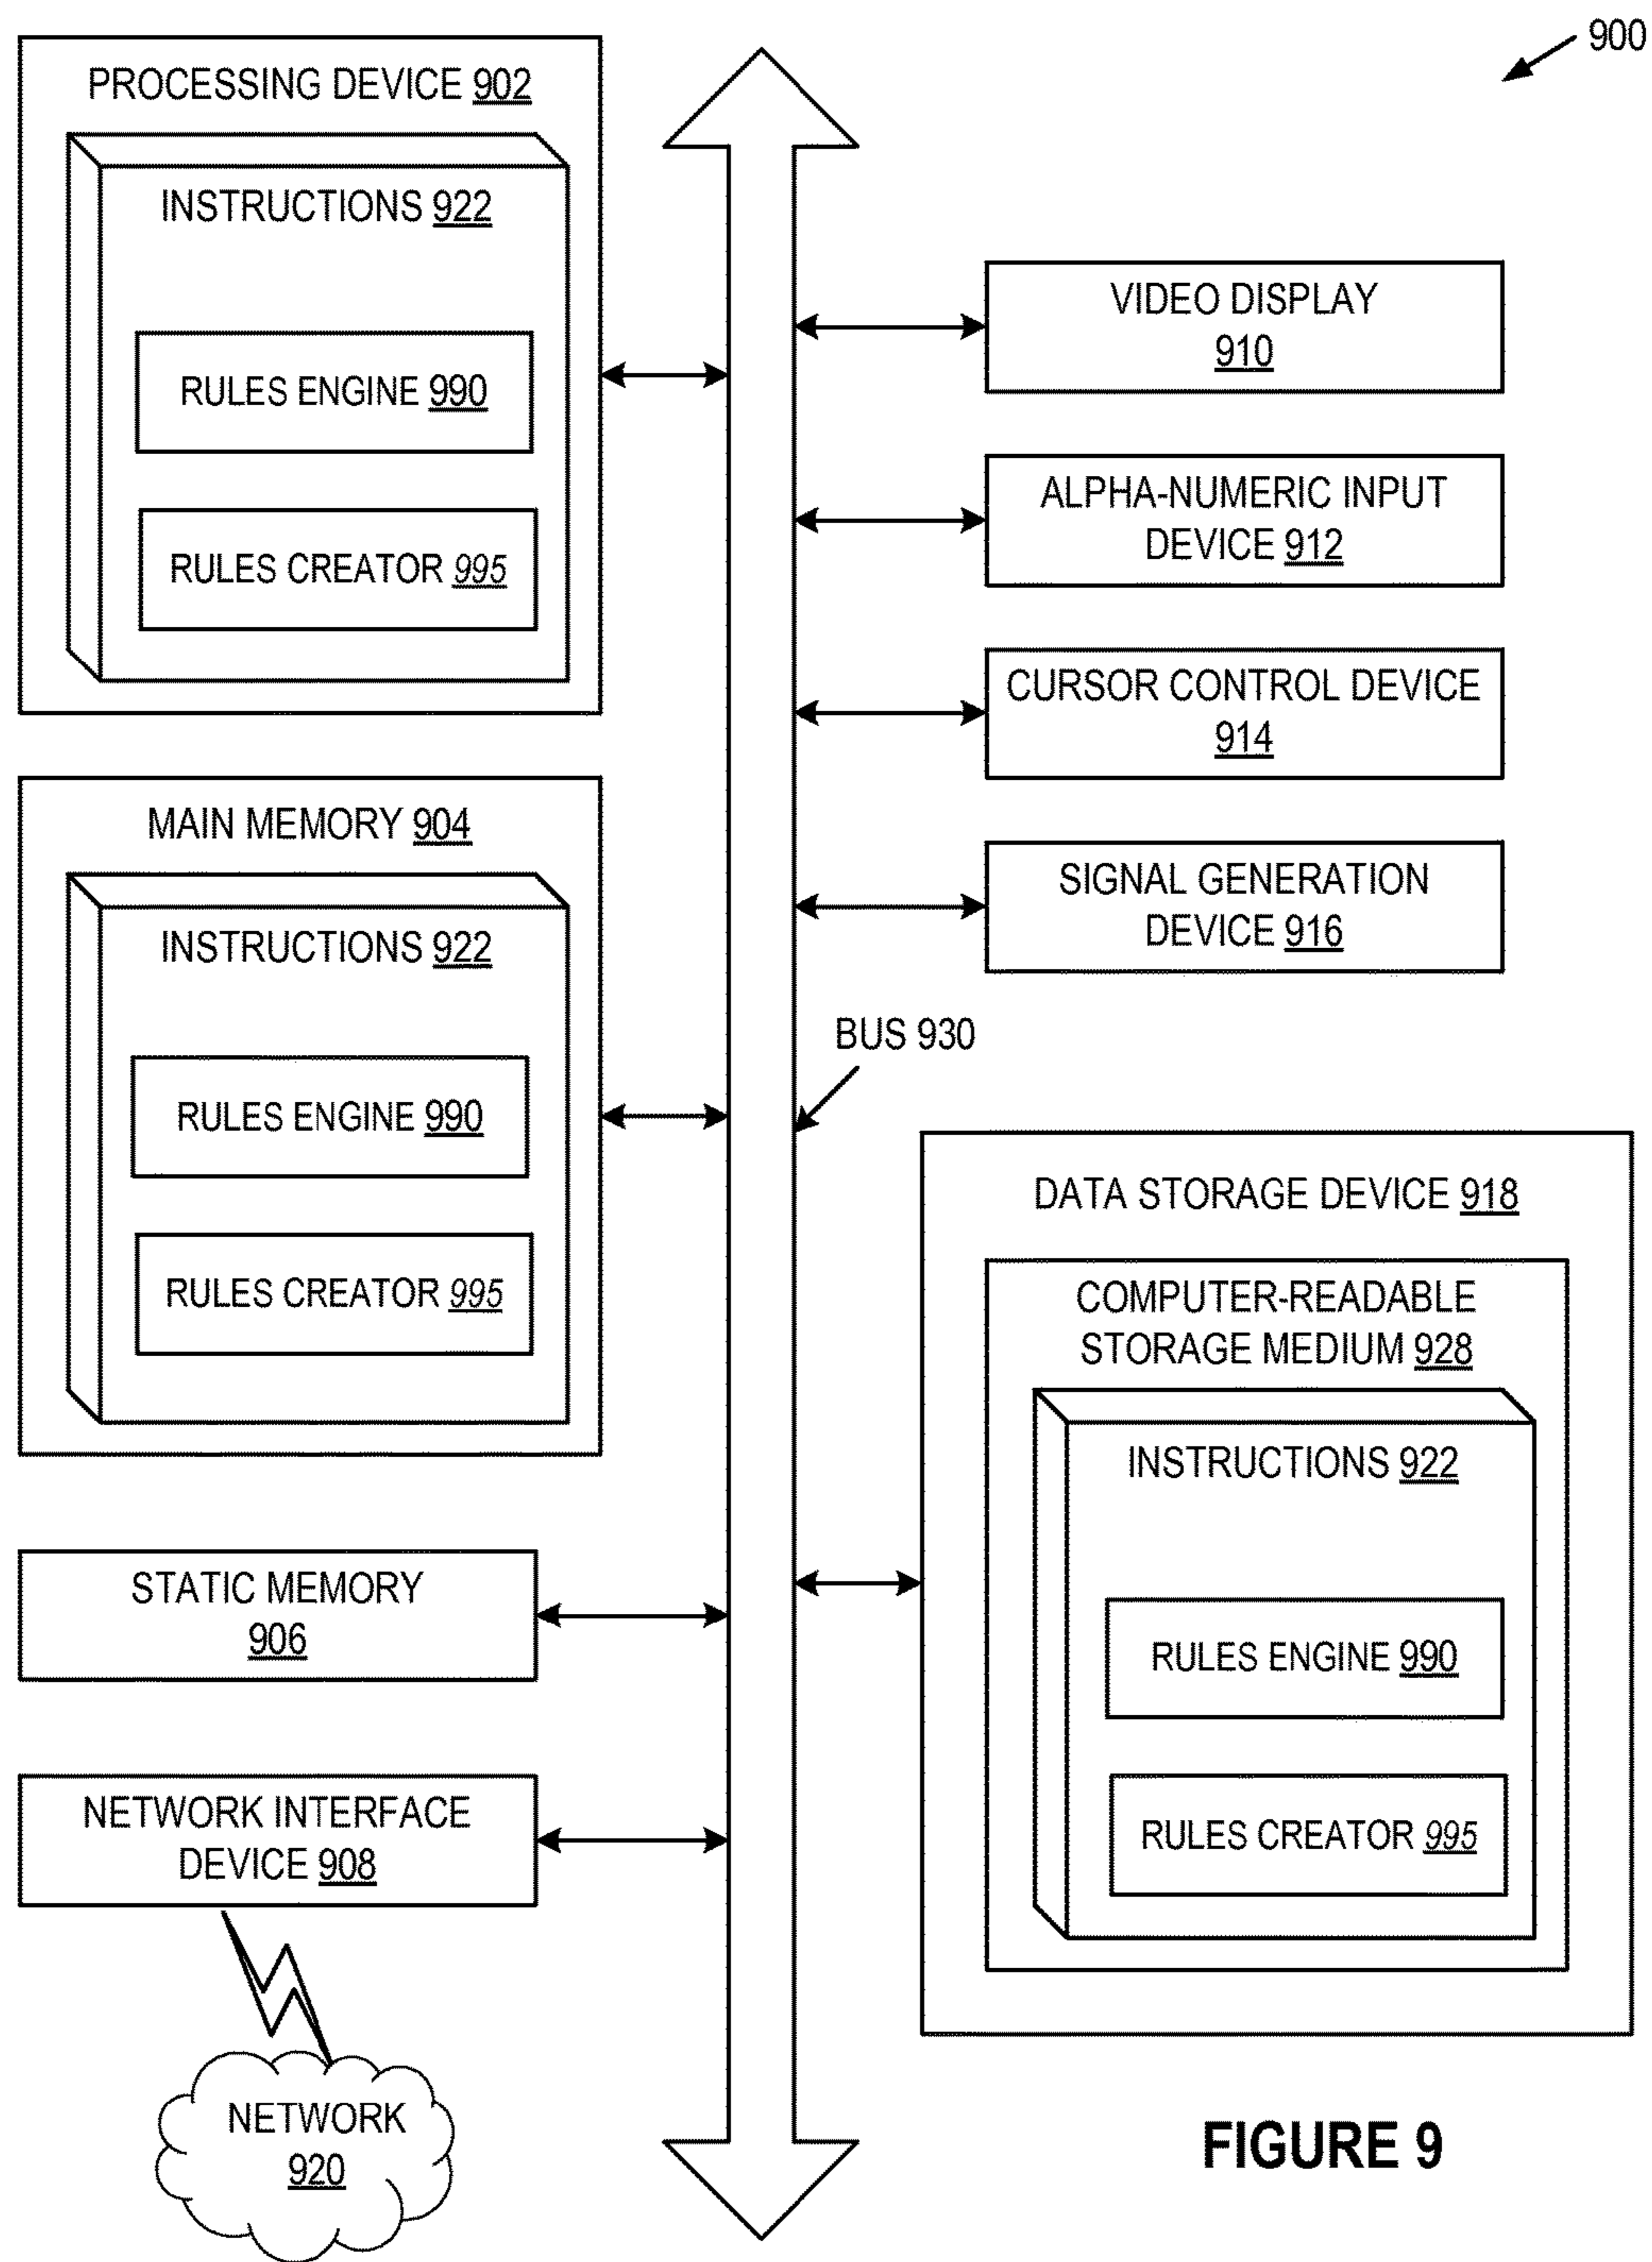 900
PROCESSING DEVICE 902
INSTRUCTIONS 922
RULES ENGINE 990
RULES CREATOR 995
MAIN MEMORY 904
INSTRUCTIONS 922
RULES ENGINE 990
RULES CREATOR 995
STATIC MEMORY
906
NETWORK INTERFACE
DEVICE 908
NETWORK
920
BUS 930
VIDEO DISPLAY
910
ALPHA-NUMERIC INPUT
DEVICE 912
CURSOR CONTROL DEVICE
914
SIGNAL GENERATION
DEVICE 916
DATA STORAGE DEVICE 918
COMPUTER-READABLE
STORAGE MEDIUM 928
INSTRUCTIONS 922
RULES ENGINE 990
RULES CREATOR 995
FIGURE 9